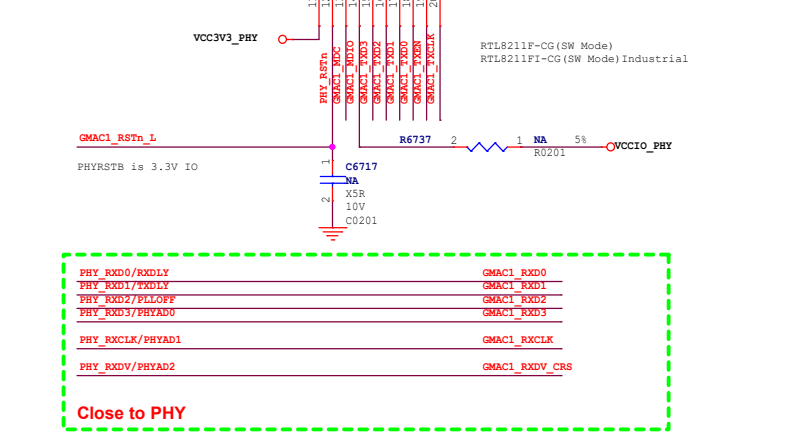 VCC3V3_PHY
PHY_RSTn
GMAC1_MDC
GMAC1_MDIO
GMAC1_TXD3
GMAC1_TXD2
GMAC1_TXD1
GMAC1_TXD0
GMAC1_TXEN
GMAC1_TXCLK
RTL8211F-CG(SW Mode)
RTL8211FI-CG(SW Mode)Industrial
GMAC1_RSTn_L
R6737 2 1 NA 5% VCCIO_PHY
R0201
PHYRSTB is 3.3V IO
1 C6717
NA
X5R
2 10V
C0201
PHY_RXD0/RXDLY GMAC1_RXD0
PHY_RXD1/TXDLY GMAC1_RXD1
PHY_RXD2/PLLOFF GMAC1_RXD2
PHY_RXD3/PHYAD0 GMAC1_RXD3
PHY_RXCLK/PHYAD1 GMAC1_RXCLK
PHY_RXDV/PHYAD2 GMAC1_RXDV_CRS
Close to PHY